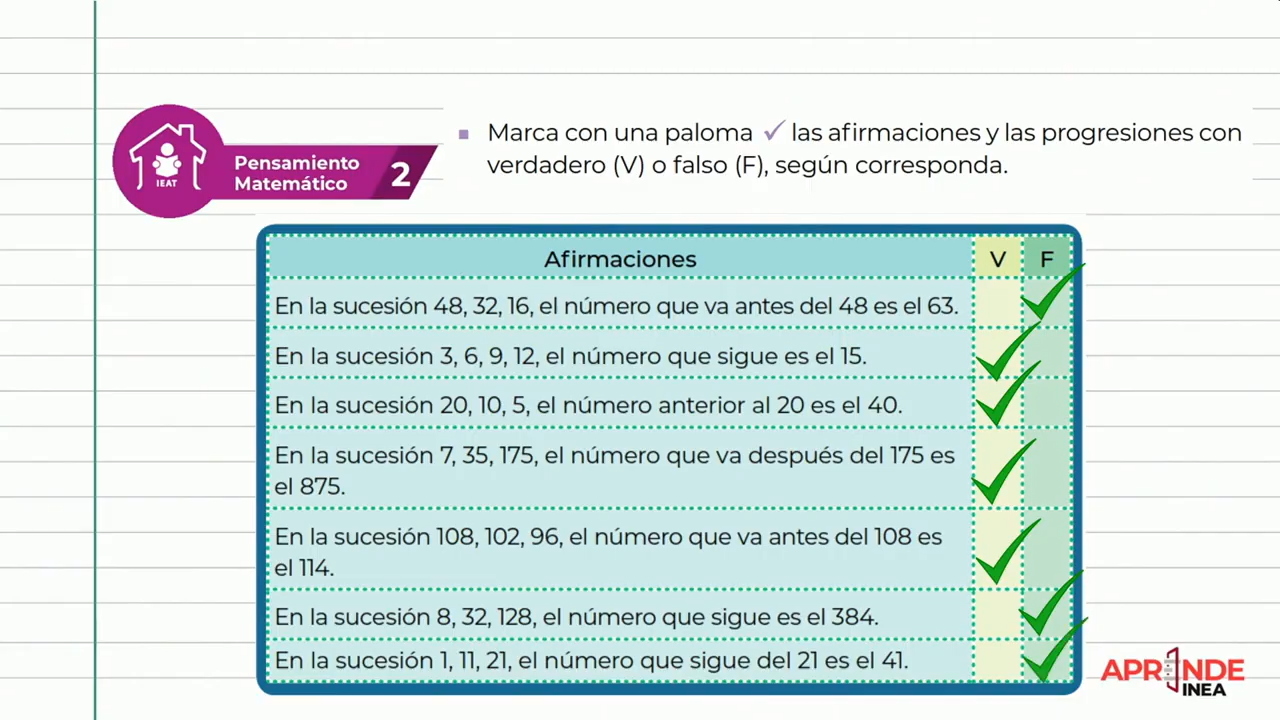 IEAT
Pensamiento
Matemático
2
▪ Marca con una paloma ✓ las afirmaciones y las progresiones con
verdadero (V) o falso (F), según corresponda.
Afirmaciones V F
En la sucesión 48, 32, 16, el número que va antes del 48 es el 63. ✓
En la sucesión 3, 6, 9, 12, el número que sigue es el 15. ✓
En la sucesión 20, 10, 5, el número anterior al 20 es el 40. ✓
En la sucesión 7, 35, 175, el número que va después del 175 es
el 875. ✓
En la sucesión 108, 102, 96, el número que va antes del 108 es
el 114. ✓
En la sucesión 8, 32, 128, el número que sigue es el 384. ✓
En la sucesión 1, 11, 21, el número que sigue del 21 es el 41. ✓
APRENDE
INEA